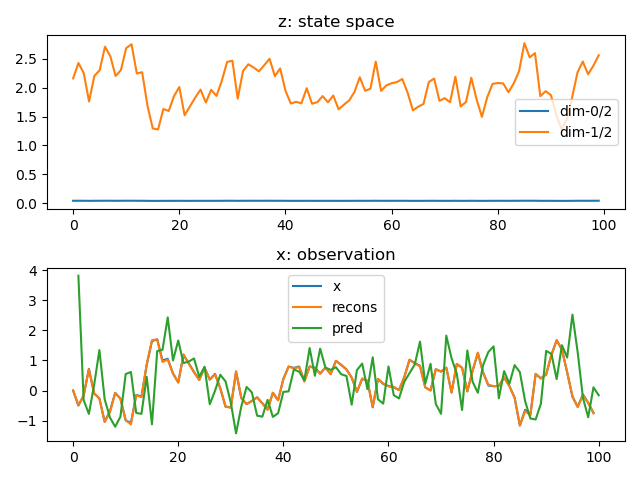 z: state space
2.5
2.0
1.5
1.0
0.5
0.0
dim-0/2
dim-1/2
0 20 40 60 80 100
x: observation
4
3
2
1
0
−1
x
recons
pred
0 20 40 60 80 100